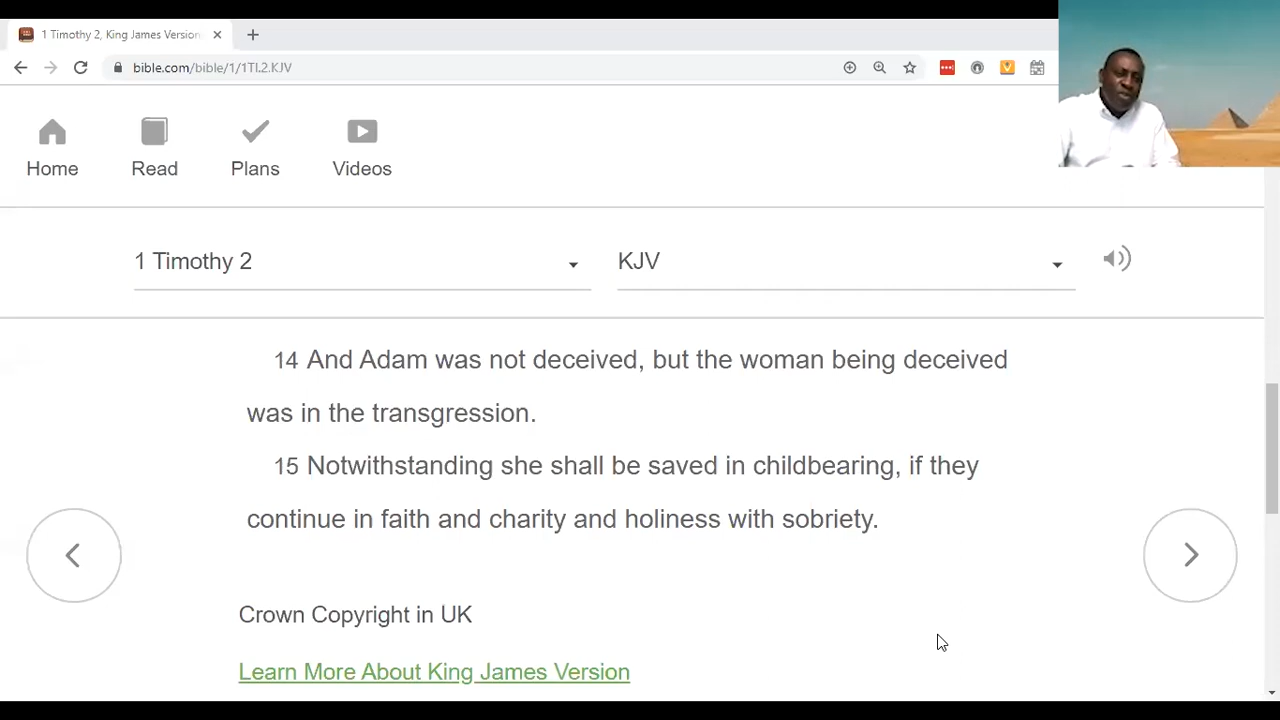 1 Timothy 2, King James Version
bible.com/bible/1/1TI.2.KJV
Home Read Plans Videos
1 Timothy 2 KJV
14 And Adam was not deceived, but the woman being deceived
was in the transgression.
15 Notwithstanding she shall be saved in childbearing, if they
continue in faith and charity and holiness with sobriety.
Crown Copyright in UK
Learn More About King James Version